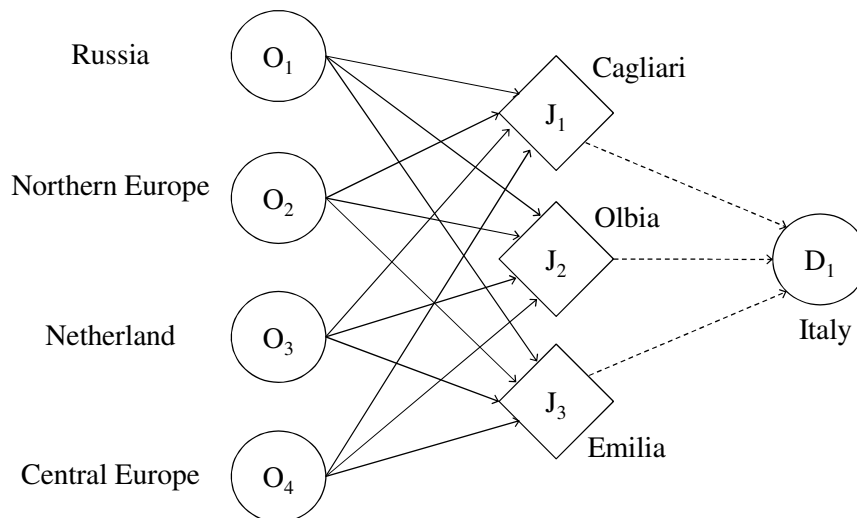 Russia
O1
Cagliari
J1
Northern Europe
O2
Olbia
J2
D1
Italy
Netherland
O3
J3
Emilia
Central Europe
O4